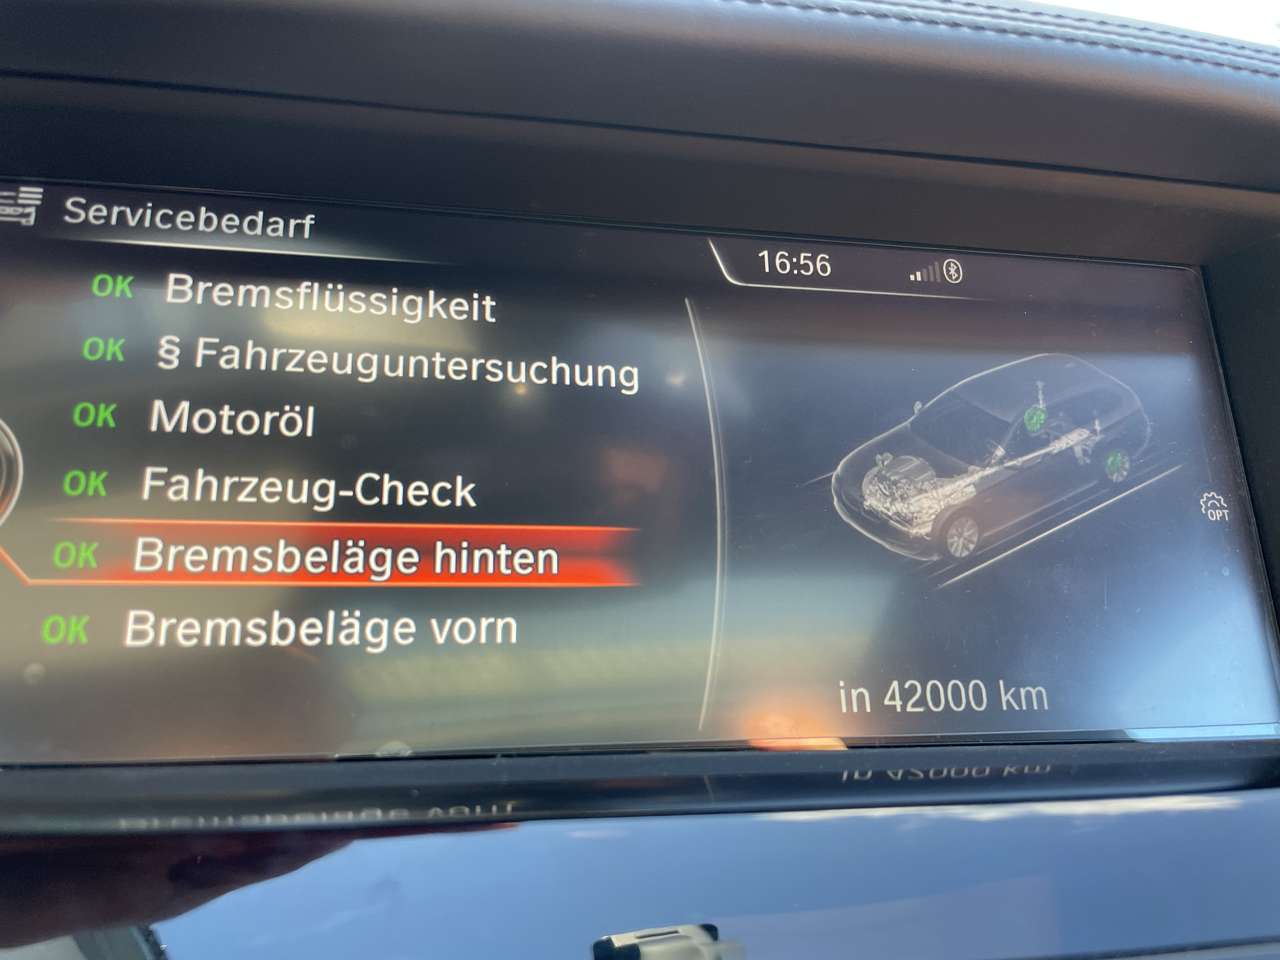 Servicebedarf
16:56
OK Bremsflüssigkeit
OK § Fahrzeuguntersuchung
OK Motoröl
OK Fahrzeug-Check
OK Bremsbeläge hinten
OK Bremsbeläge vorn
OPT
in 42000 km